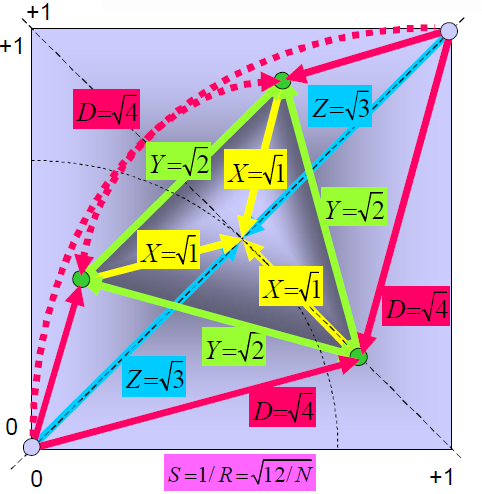 +1
+1
D=√4
Z=√3
Y=√2
X=√1
Y=√2
X=√1
X=√1
D=√4
Y=√2
Z=√3
D=√4
0
0
+1
S=1/R=√12/N